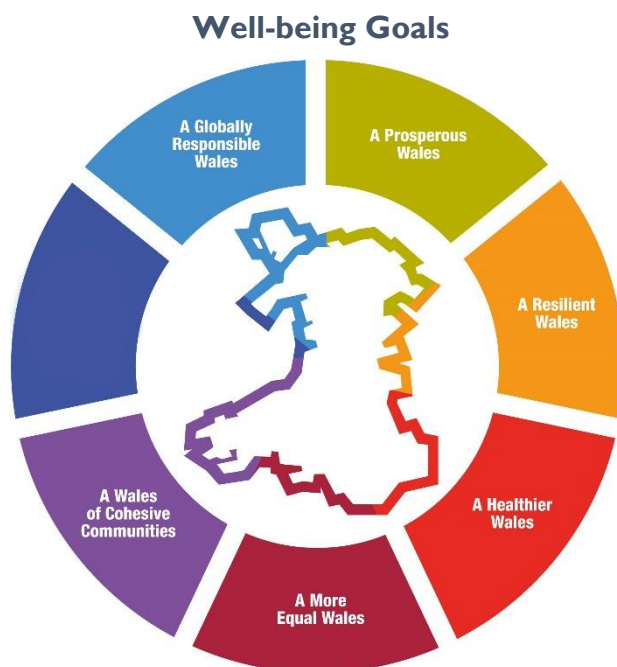 Well-being Goals
A Globally
Responsible
Wales
A Prosperous
Wales
A Resilient
Wales
A Healthier
Wales
A More
Equal Wales
A Wales
of Cohesive
Communities